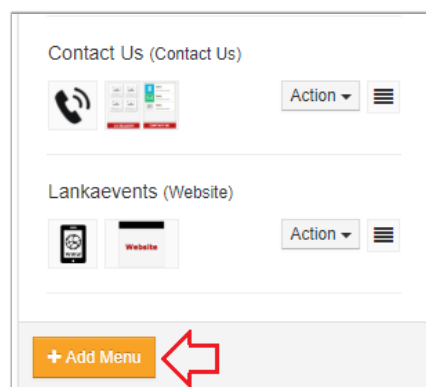 Contact Us (Contact Us)
Action
Lankaevents (Website)
Website
Action
+ Add Menu